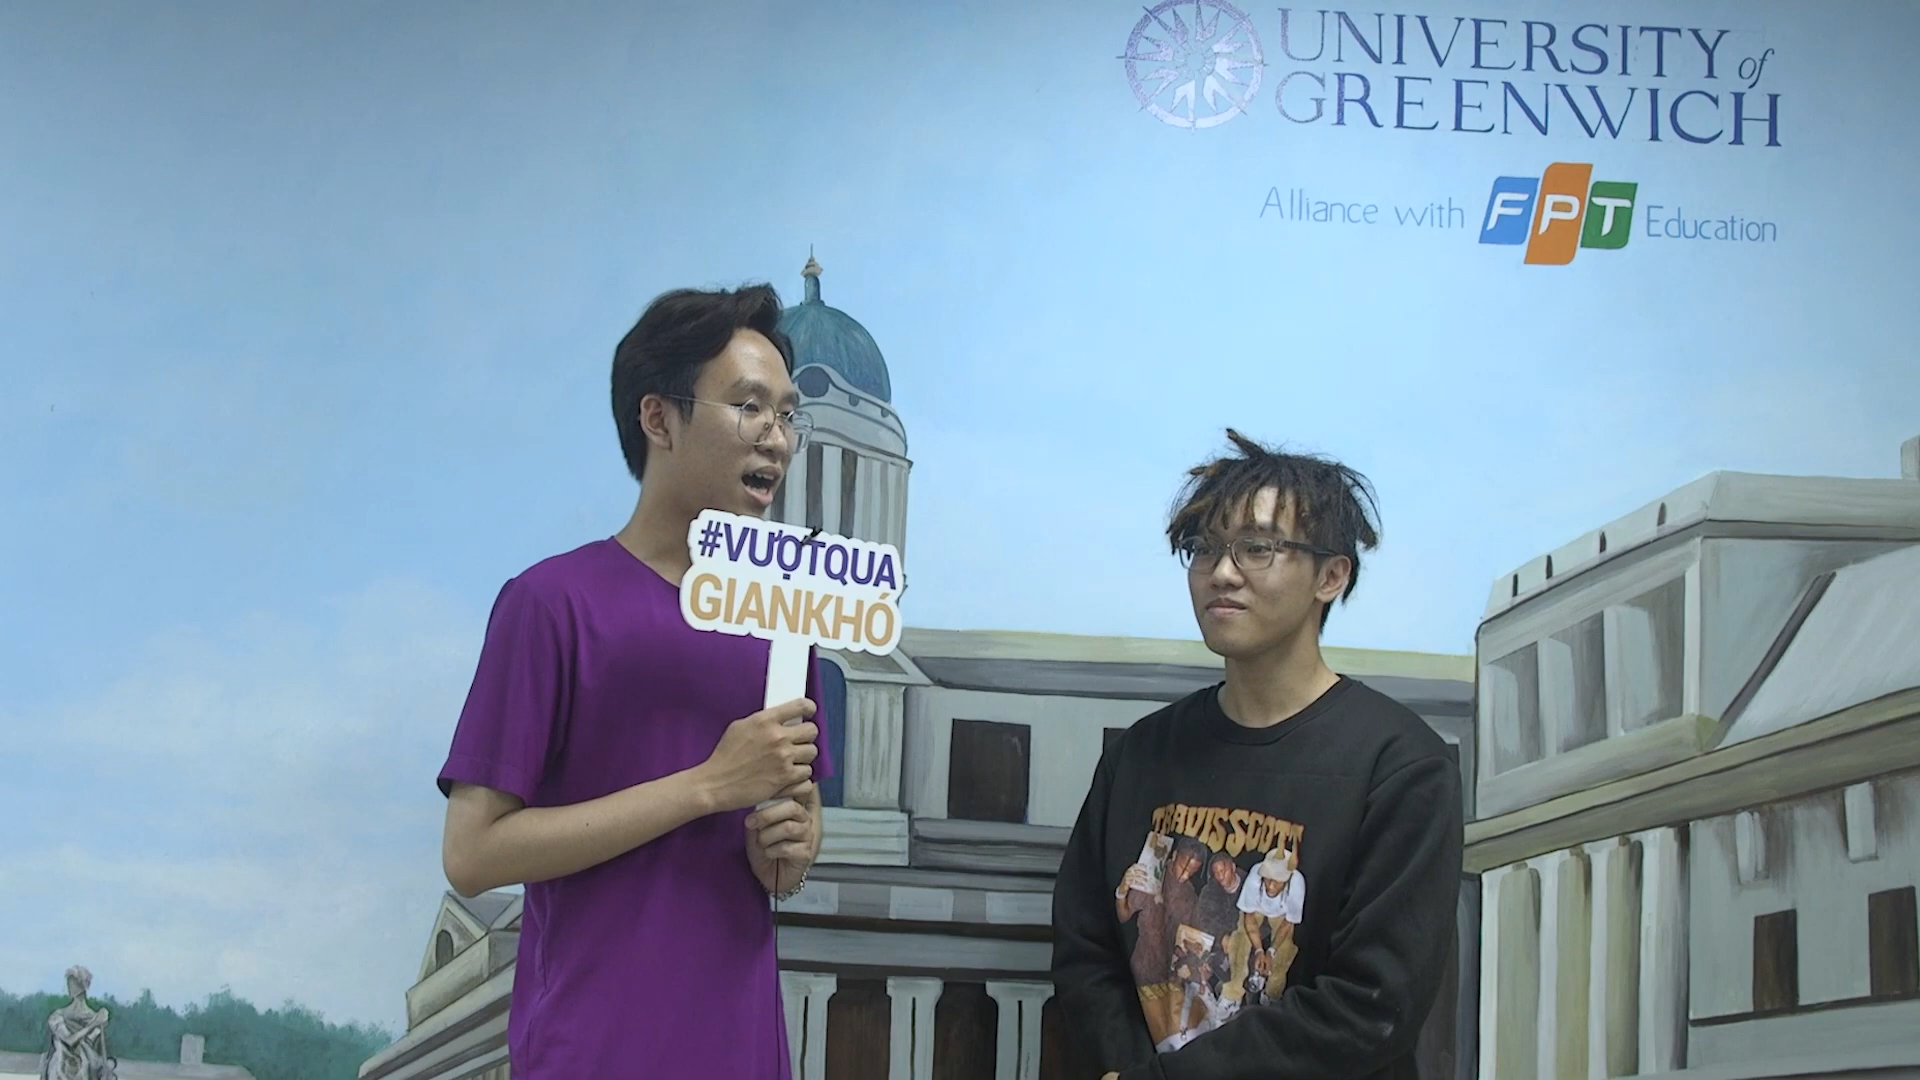 UNIVERSITY of
GREENWICH
Alliance with FPT Education
#VƯỢTQUA
GIANKHÓ
TRAVIS SCOTT